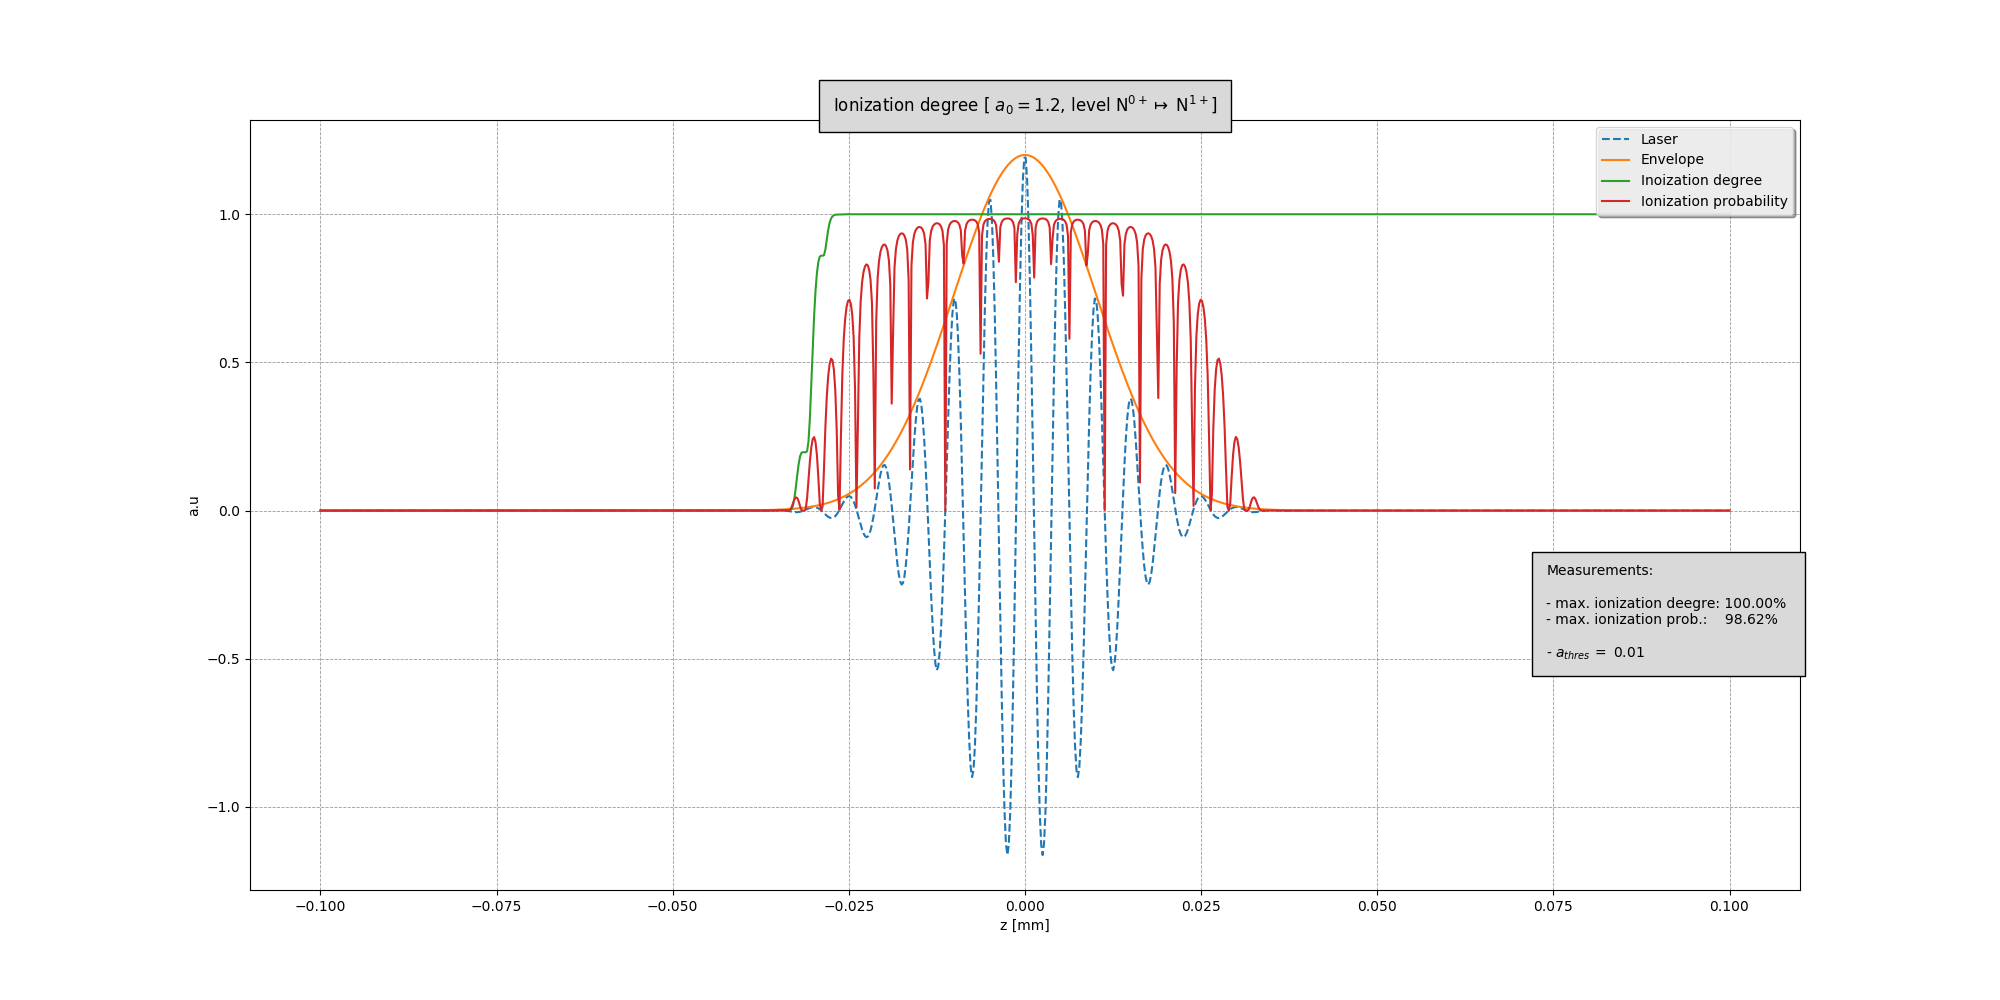 Ionization degree [ a₀ = 1.2, level N⁰⁺ ↦ N¹⁺]
Laser
Envelope
Inoization degree
Ionization probability
1.0
0.5
0.0
−0.5
−1.0
a.u
Measurements:
- max. ionization deegre: 100.00%
- max. ionization prob.: 98.62%
- a_thres = 0.01
−0.100 −0.075 −0.050 −0.025 0.000 0.025 0.050 0.075 0.100
z [mm]